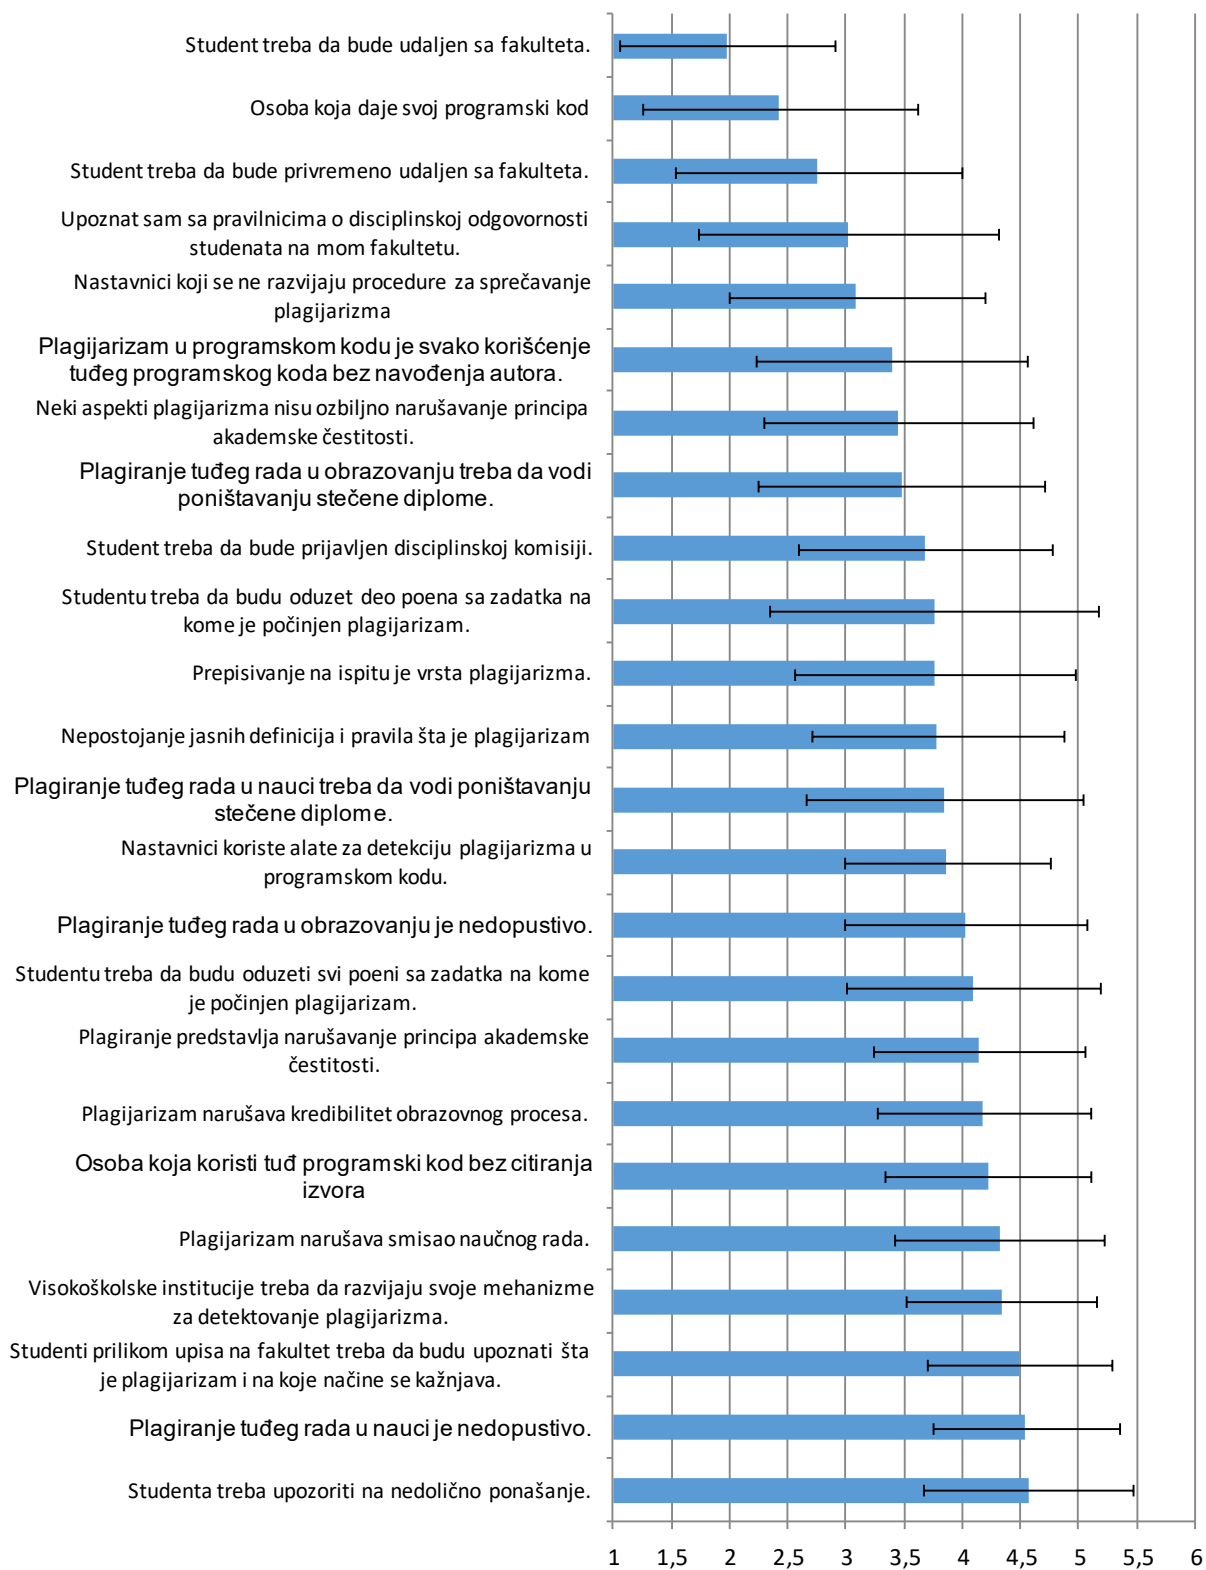 Student treba da bude udaljen sa fakulteta.
Osoba koja daje svoj programski kod
Student treba da bude privremeno udaljen sa fakulteta.
Upoznat sam sa pravilnicima o disciplinskoj odgovornosti
studenata na mom fakultetu.
Nastavnici koji se ne razvijaju procedure za sprečavanje
plagijarizma
Plagijarizam u programskom kodu je svako korišćenje
tuđeg programskog koda bez navođenja autora.
Neki aspekti plagijarizma nisu ozbiljno narušavanje principa
akademske čestitosti.
Plagiranje tuđeg rada u obrazovanju treba da vodi
poništavanju stečene diplome.
Student treba da bude prijavljen disciplinskoj komisiji.
Studentu treba da budu oduzet deo poena sa zadatka na
kome je počinjen plagijarizam.
Prepisivanje na ispitu je vrsta plagijarizma.
Nepostojanje jasnih definicija i pravila šta je plagijarizam
Plagiranje tuđeg rada u nauci treba da vodi poništavanju
stečene diplome.
Nastavnici koriste alate za detekciju plagijarizma u
programskom kodu.
Plagiranje tuđeg rada u obrazovanju je nedopustivo.
Studentu treba da budu oduzeti svi poeni sa zadatka na kome
je počinjen plagijarizam.
Plagiranje predstavlja narušavanje principa akademske
čestitosti.
Plagijarizam narušava kredibilitet obrazovnog procesa.
Osoba koja koristi tuđ programski kod bez citiranja
izvora
Plagijarizam narušava smisao naučnog rada.
Visokoškolske institucije treba da razvijaju svoje mehanizme
za detektovanje plagijarizma.
Studenti prilikom upisa na fakultet treba da budu upoznati šta
je plagijarizam i na koje načine se kažnjava.
Plagiranje tuđeg rada u nauci je nedopustivo.
Studenta treba upozoriti na nedolično ponašanje.
1 1,5 2 2,5 3 3,5 4 4,5 5 5,5 6